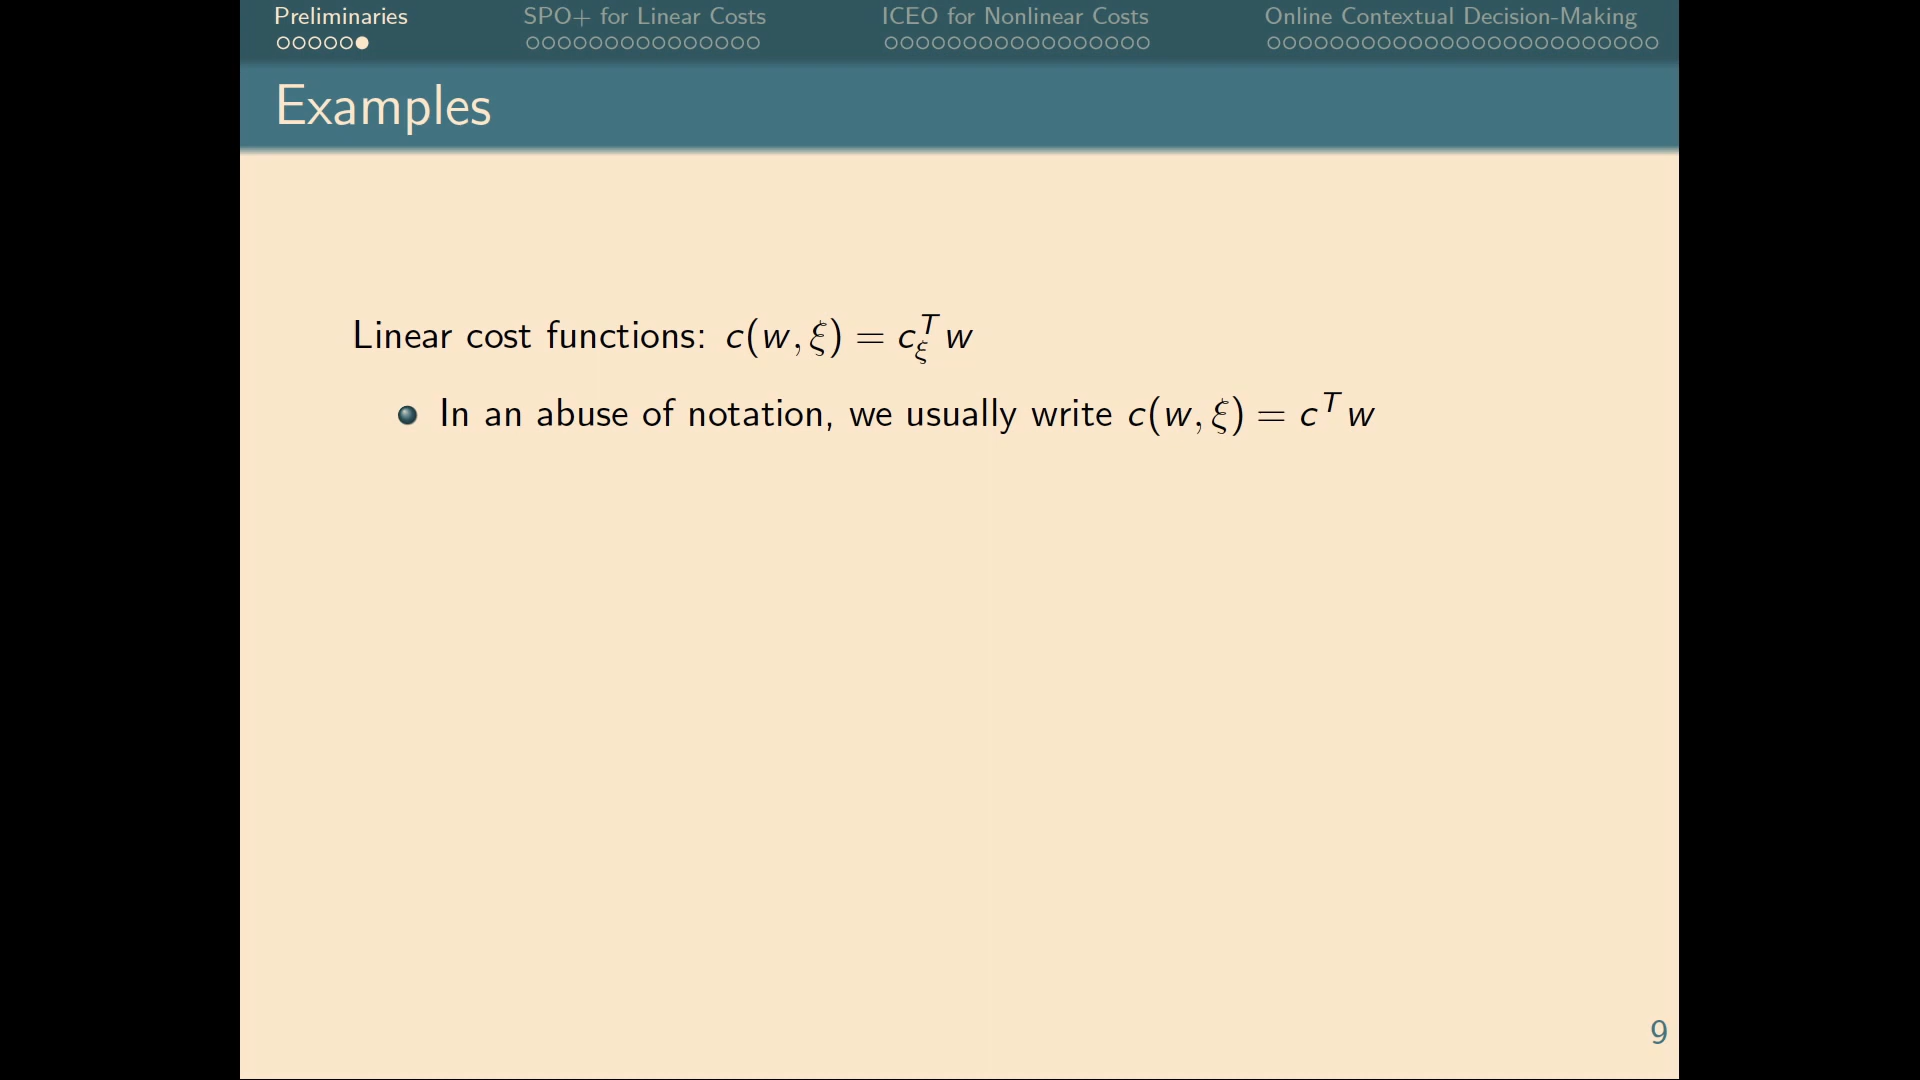 Preliminaries SPO+ for Linear Costs ICEO for Nonlinear Costs Online Contextual Decision-Making
Examples
Linear cost functions: c(w, ξ) = c_ξ^T w
In an abuse of notation, we usually write c(w, ξ) = c^T w
9